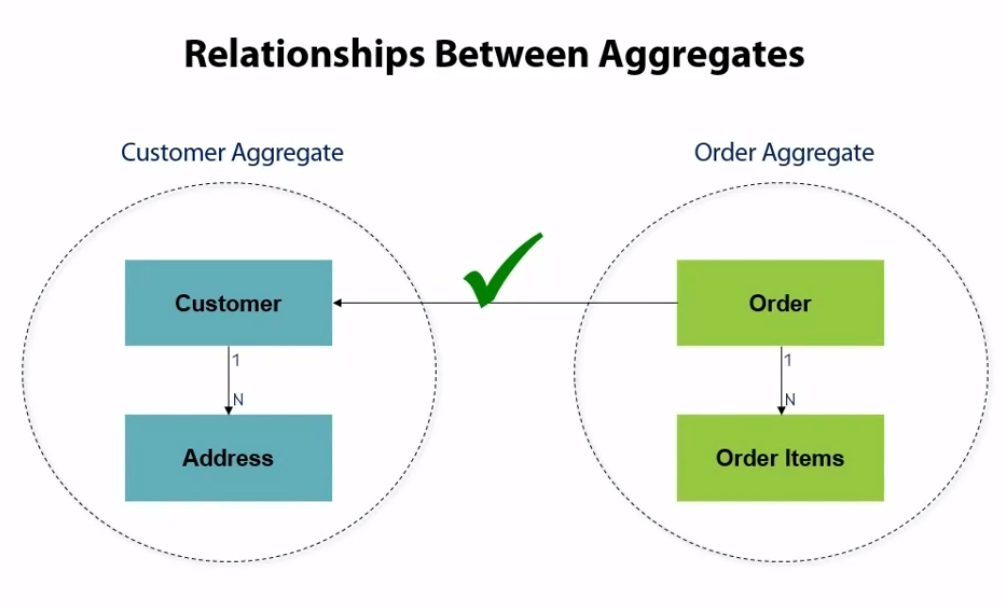 Relationships Between Aggregates
Customer Aggregate
Order Aggregate
Customer
Order
1
1
N
N
Address
Order Items